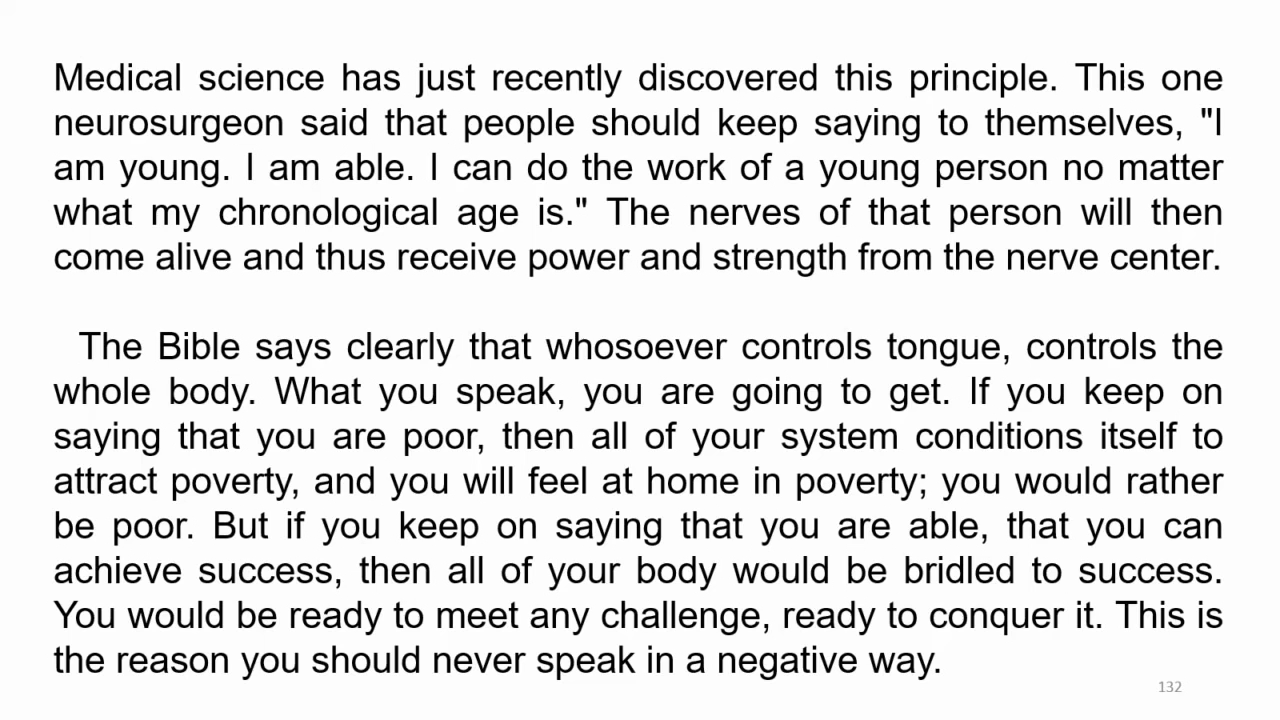 Medical science has just recently discovered this principle. This one
neurosurgeon said that people should keep saying to themselves, "I
am young. I am able. I can do the work of a young person no matter
what my chronological age is." The nerves of that person will then
come alive and thus receive power and strength from the nerve center.
The Bible says clearly that whosoever controls tongue, controls the
whole body. What you speak, you are going to get. If you keep on
saying that you are poor, then all of your system conditions itself to
attract poverty, and you will feel at home in poverty; you would rather
be poor. But if you keep on saying that you are able, that you can
achieve success, then all of your body would be bridled to success.
You would be ready to meet any challenge, ready to conquer it. This is
the reason you should never speak in a negative way.
132